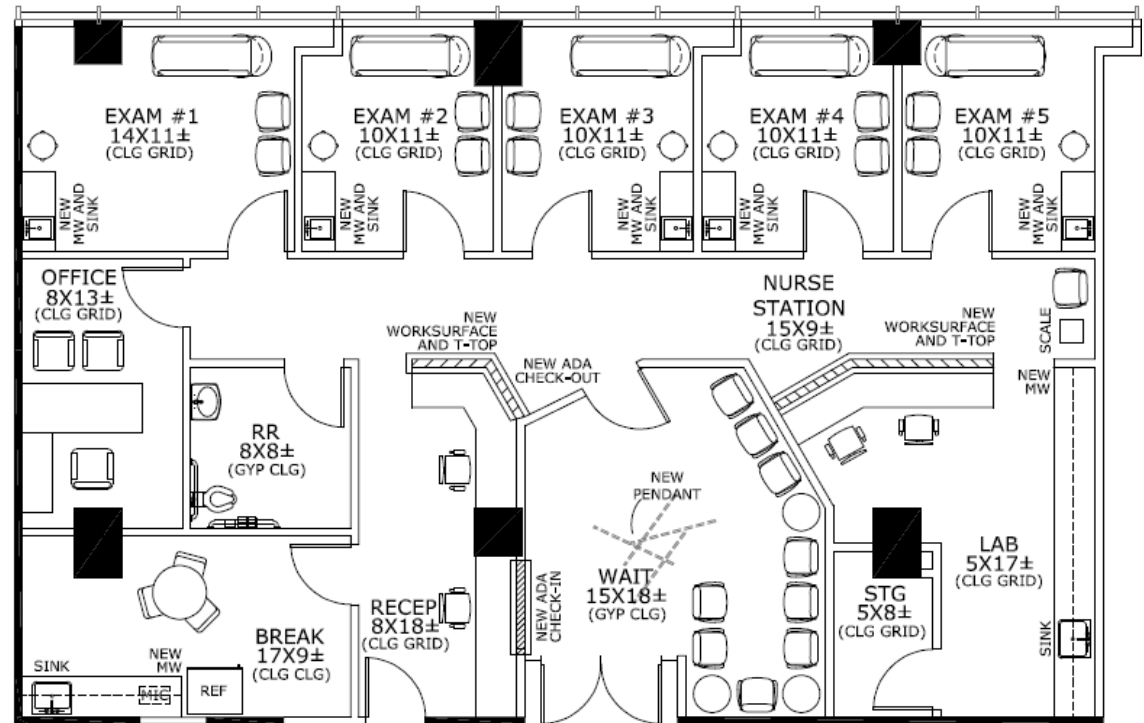 EXAM #1
14X11±
(CLG GRID)
EXAM #2
10X11±
(CLG GRID)
EXAM #3
10X11±
(CLG GRID)
EXAM #4
10X11±
(CLG GRID)
EXAM #5
10X11±
(CLG GRID)
NEW
MW AND
SINK
NEW
MW AND
SINK
NEW
MW AND
SINK
NEW
MW AND
SINK
NEW
MW AND
SINK
OFFICE
8X13±
(CLG GRID)
NEW
WORKSURFACE
AND T-TOP
NEW ADA
CHECK-OUT
NURSE
STATION
15X9±
(CLG GRID)
NEW
WORKSURFACE
AND T-TOP
SCALE
NEW
MW
RR
8X8±
(GYP CLG)
NEW
PENDANT
WAIT
15X18±
(GYP CLG)
NEW ADA
CHECK-IN
RECEP
8X18±
(CLG GRID)
STG
5X8±
(CLG GRID)
LAB
5X17±
(CLG GRID)
SINK
BREAK
17X9±
(CLG CLG)
SINK
NEW
MW
MIC
REF